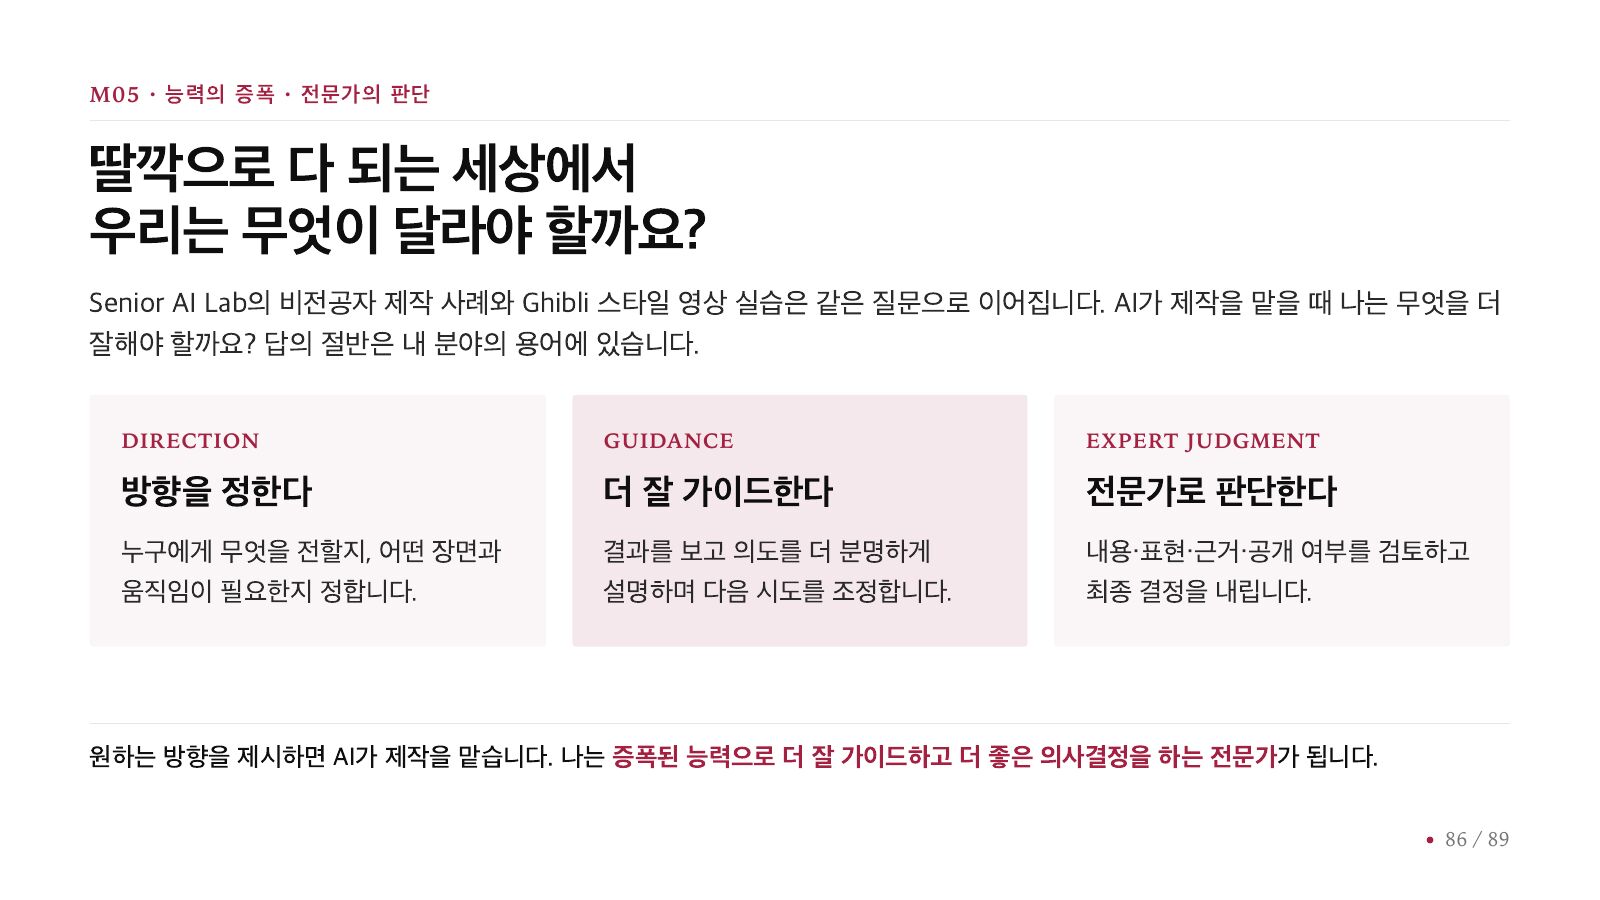 M05 · 능력의 증폭 · 전문가의 판단
딸깍으로 다 되는 세상에서
우리는 무엇이 달라야 할까요?
Senior AI Lab의 비전공자 제작 사례와 Ghibli 스타일 영상 실습은 같은 질문으로 이어집니다. AI가 제작을 맡을 때 나는 무엇을 더
잘해야 할까요? 답의 절반은 내 분야의 용어에 있습니다.
DIRECTION
방향을 정한다
누구에게 무엇을 전할지, 어떤 장면과
움직임이 필요한지 정합니다.
GUIDANCE
더 잘 가이드한다
결과를 보고 의도를 더 분명하게
설명하며 다음 시도를 조정합니다.
EXPERT JUDGMENT
전문가로 판단한다
내용·표현·근거·공개 여부를 검토하고
최종 결정을 내립니다.
원하는 방향을 제시하면 AI가 제작을 맡습니다. 나는 증폭된 능력으로 더 잘 가이드하고 더 좋은 의사결정을 하는 전문가가 됩니다.
• 86 / 89